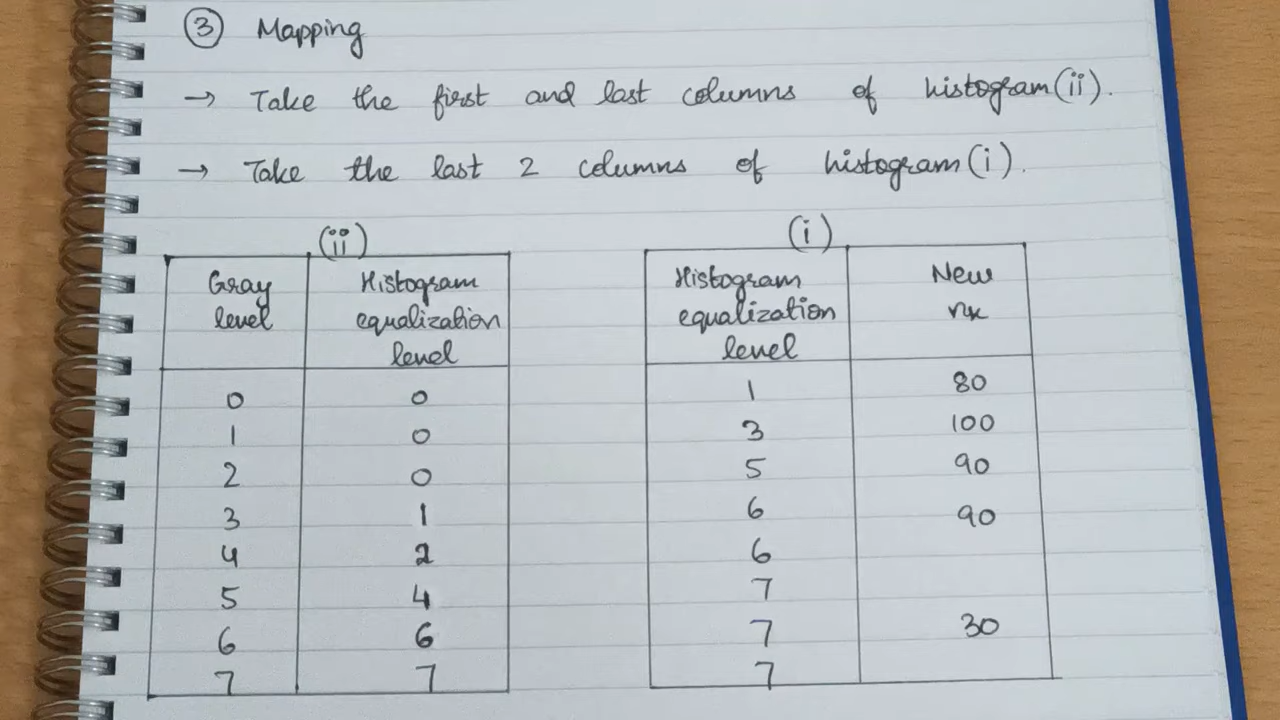 ③ Mapping
→ Take the first and last columns of histogram(ii).
→ Take the last 2 columns of histogram(i).
(ii) (i)
Gray level Histogram equalization level Histogram equalization level New nk
0 0 1 80
1 0 3 100
2 0 5 90
3 1 6 90
4 2 6
5 4 7
6 6 7 30
7 7 7